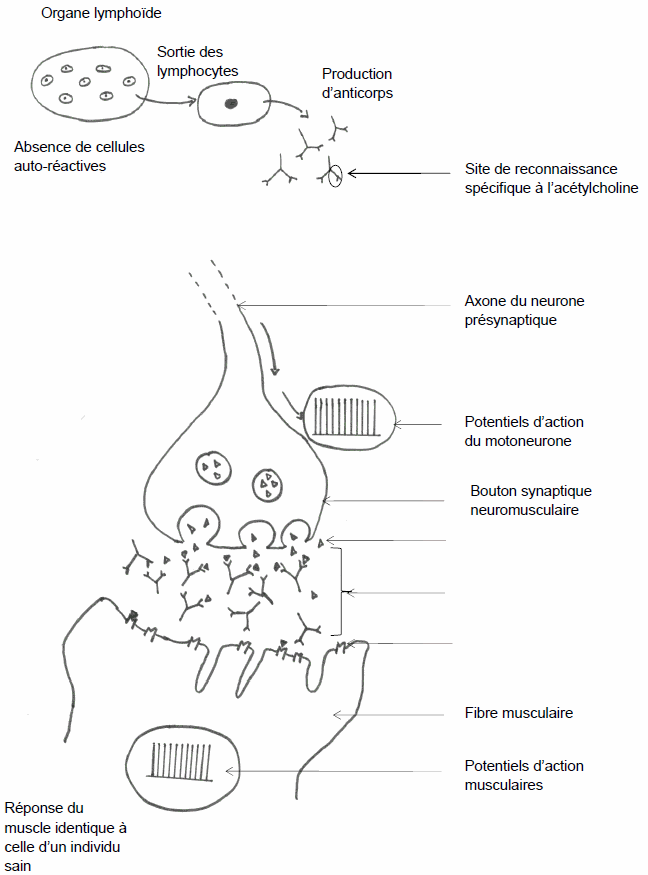 Organe lymphoïde
Sortie des
lymphocytes
Production
d’anticorps
Absence de cellules
auto-réactives
Site de reconnaissance
spécifique à l’acétylcholine
Axone du neurone
présynaptique
Potentiels d’action
du motoneurone
Bouton synaptique
neuromusculaire
Fibre musculaire
Potentiels d’action
musculaires
Réponse du
muscle identique à
celle d’un individu
sain